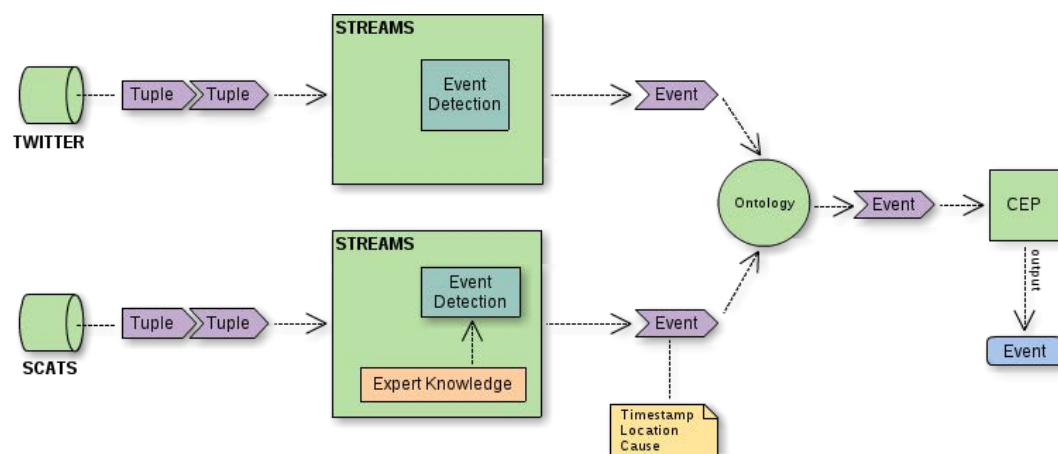 STREAMS
Event
Detection
Tuple
Tuple
Event
TWITTER
Ontology
Event
CEP
STREAMS
output
Event
Detection
Tuple
Tuple
Event
Event
SCATS
Expert Knowledge
Timestamp
Location
Cause